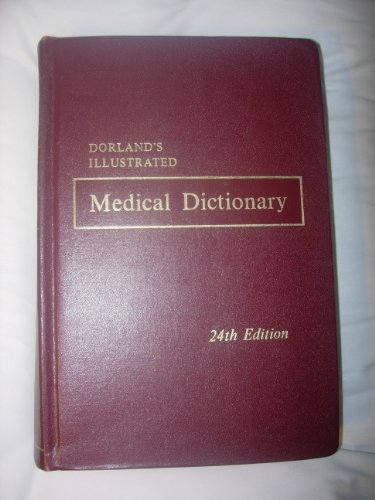 DORLAND'S
ILLUSTRATED
Medical Dictionary
24th Edition